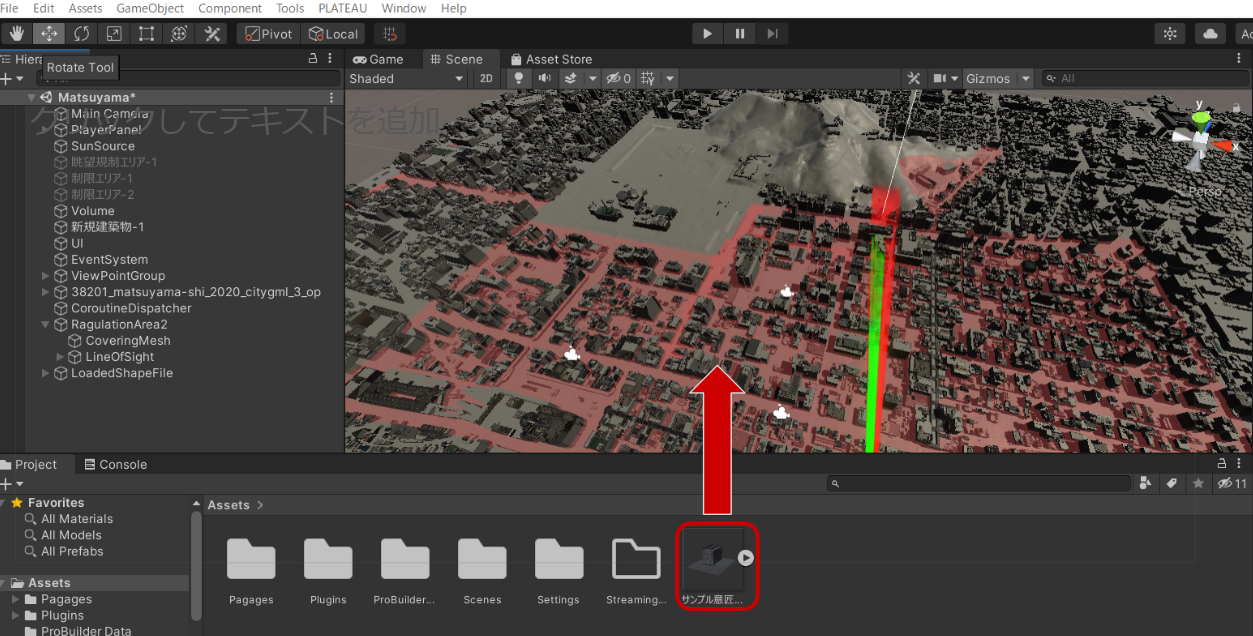 File Edit Assets GameObject Component Tools PLATEAU Window Help
Pivot Local
Hiera
Rotate Tool
Game Scene Asset Store
Shaded 2D 0 Gizmos All
Matsuyama*
クリックしてテキストを追加
Main Camera
PlayerPanel
SunSource
眺望規制エリア-1
制限エリア-1
制限エリア-2
Volume
新規建築物-1
UI
EventSystem
ViewPointGroup
38201_matsuyama-shi_2020_citygml_3_op
CoroutineDispatcher
RagulationArea2
CoveringMesh
LineOfSight
LoadedShapeFile
y
x
Persp
Project Console
11
Favorites
All Materials
All Models
All Prefabs
Assets
Pagages
Plugins
ProBuilder Data
Assets
Pagages Plugins ProBuilder... Scenes Settings Streaming... サンプル意匠...